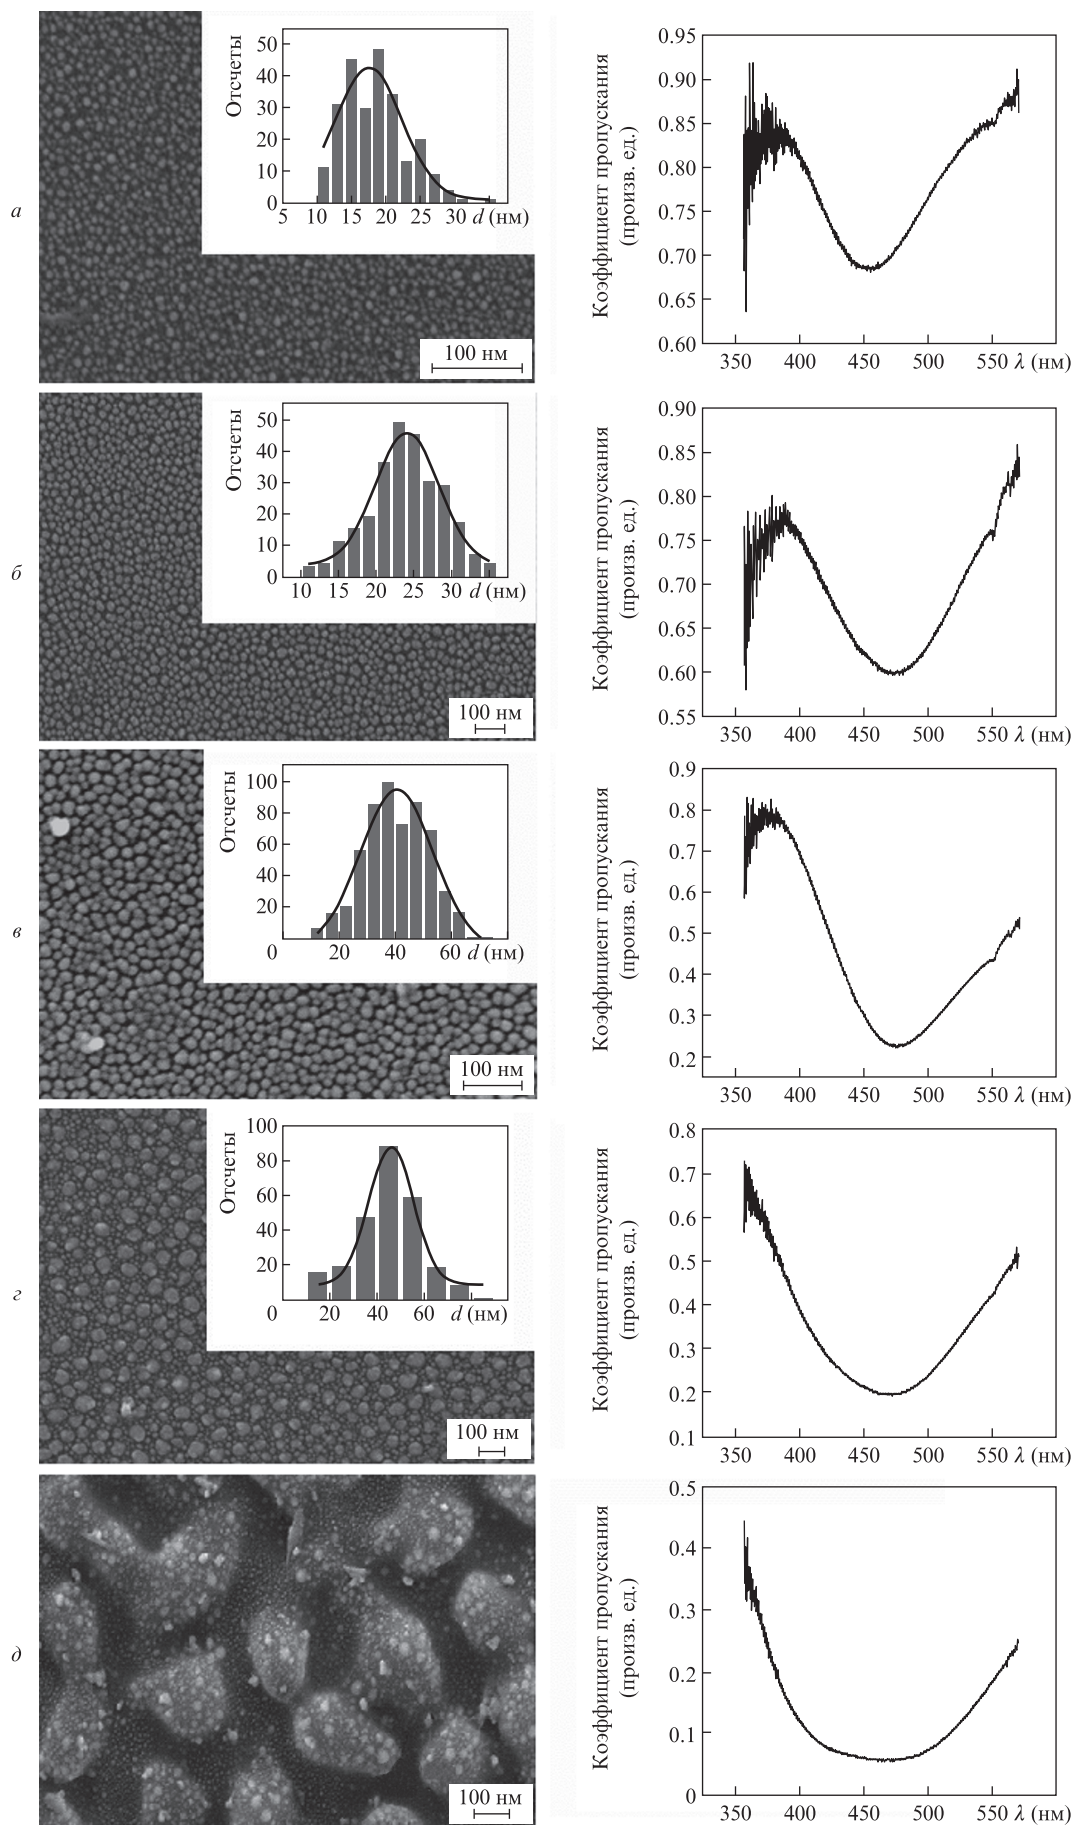 а
Отсчеты
50
40
30
20
10
0
5 10 15 20 25 30 d (нм)
100 нм
Коэффициент пропускания
(произв. ед.)
0.95
0.90
0.85
0.80
0.75
0.70
0.65
0.60
350 400 450 500 550 λ (нм)
б
Отсчеты
50
40
30
20
10
0
10 15 20 25 30 d (нм)
100 нм
Коэффициент пропускания
(произв. ед.)
0.90
0.85
0.80
0.75
0.70
0.65
0.60
0.55
350 400 450 500 550 λ (нм)
в
Отсчеты
100
80
60
40
20
0 20 40 60 d (нм)
100 нм
Коэффициент пропускания
(произв. ед.)
0.9
0.8
0.7
0.6
0.5
0.4
0.3
0.2
350 400 450 500 550 λ (нм)
г
Отсчеты
100
80
60
40
20
0 20 40 60 d (нм)
100 нм
Коэффициент пропускания
(произв. ед.)
0.8
0.7
0.6
0.5
0.4
0.3
0.2
0.1
350 400 450 500 550 λ (нм)
д
100 нм
Коэффициент пропускания
(произв. ед.)
0.5
0.4
0.3
0.2
0.1
0
350 400 450 500 550 λ (нм)